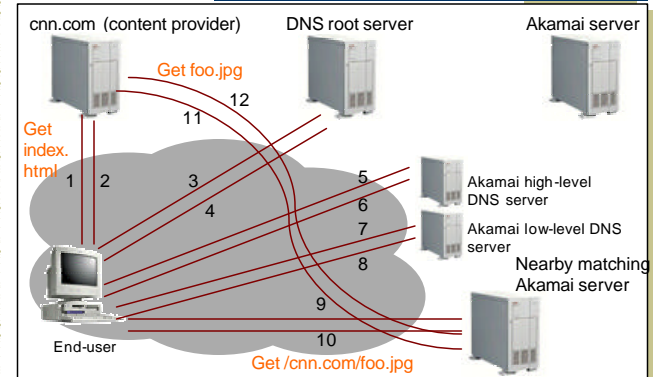 cnn.com (content provider)
DNS root server
Akamai server
Get foo.jpg
12
11
Get
index.
html
1
2
3
4
5
6
Akamai high-level
DNS server
7
8
Akamai low-level DNS
server
Nearby matching
Akamai server
9
10
End-user
Get /cnn.com/foo.jpg